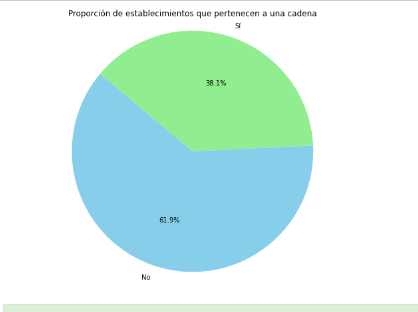 Proporción de establecimientos que pertenecen a una cadena
Sí
38.1%
61.9%
No